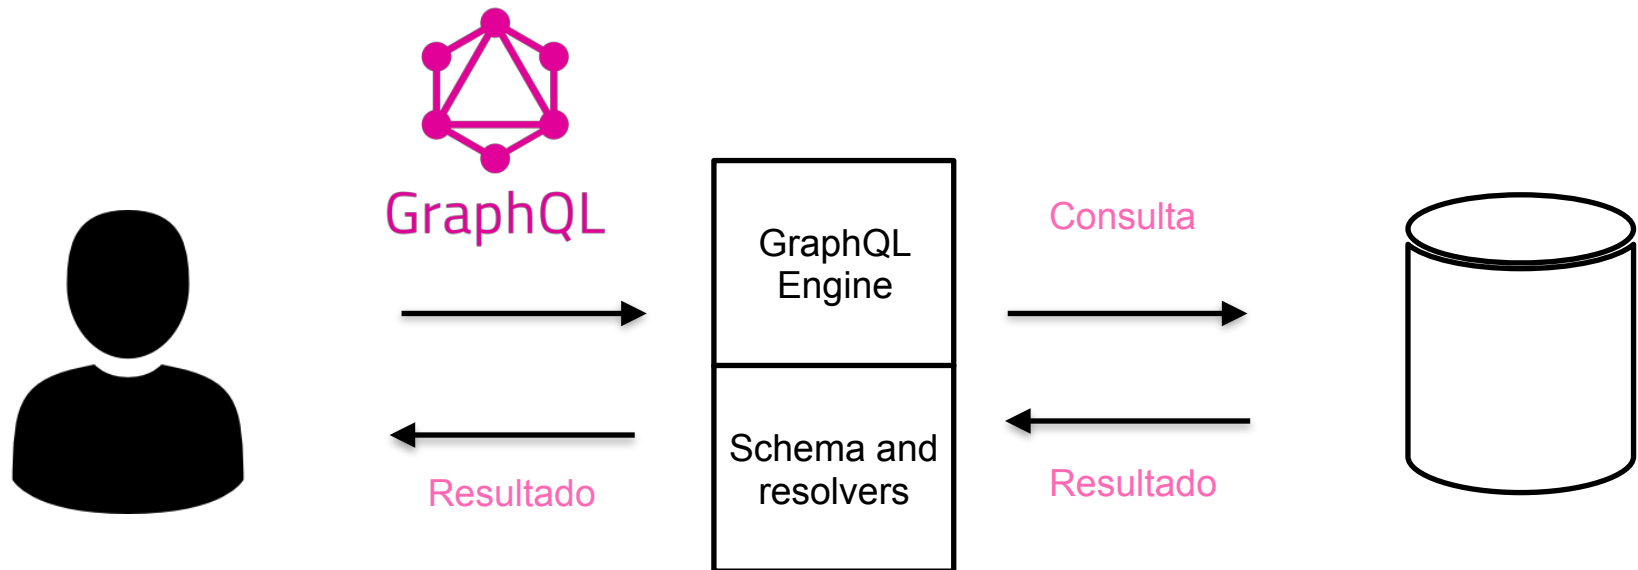 GraphQL
GraphQL
Engine
Consulta
Schema and
resolvers
Resultado
Resultado